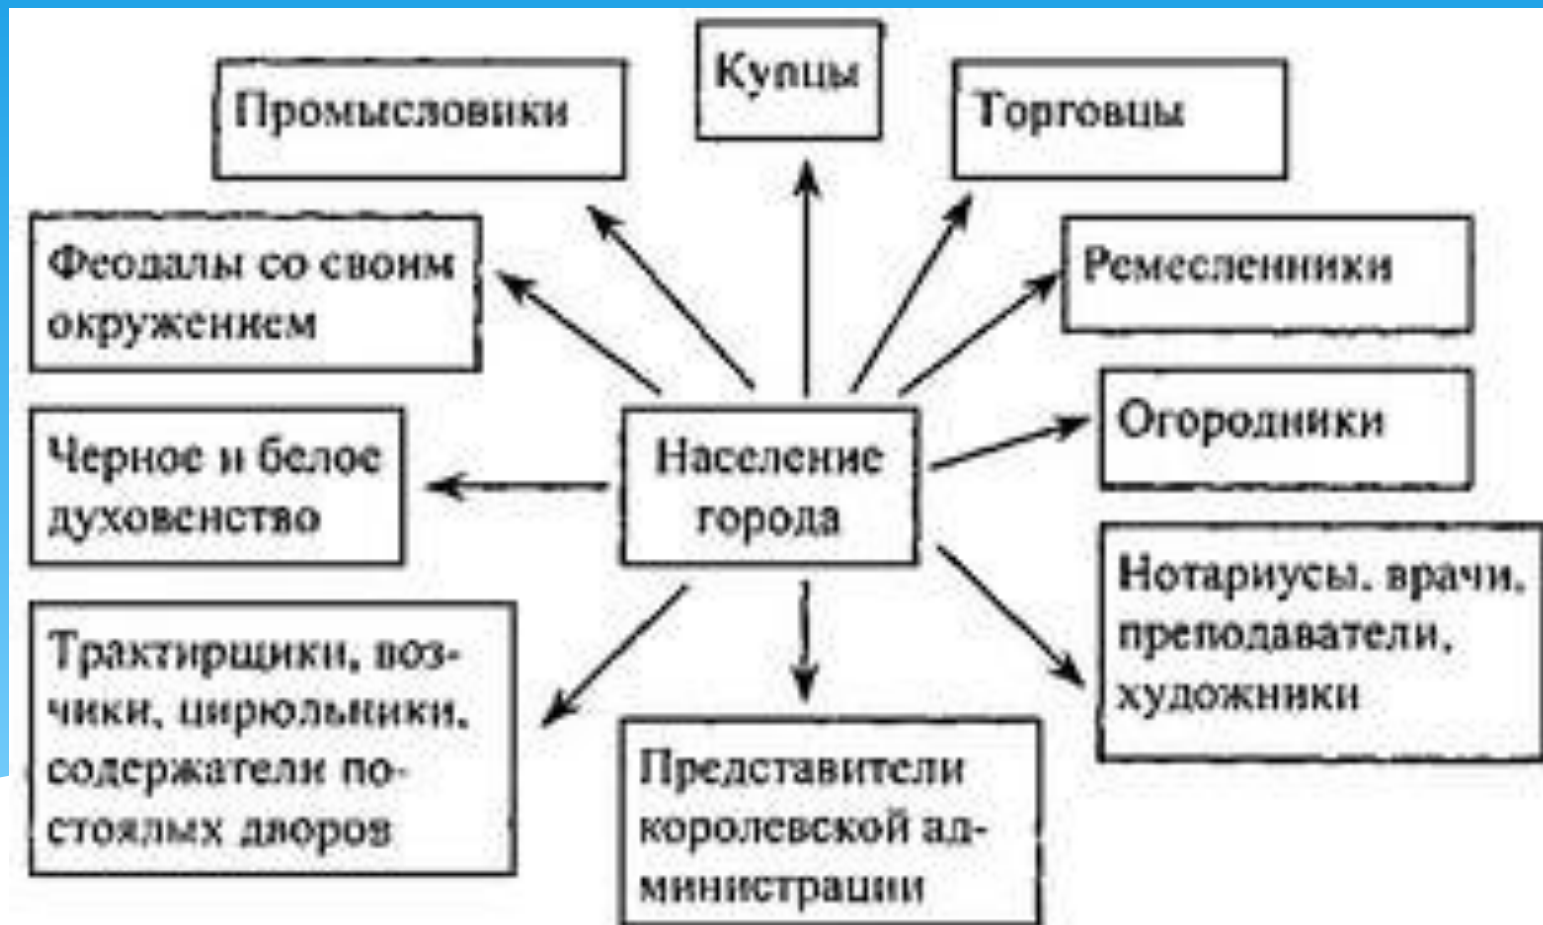 Купцы
Промысловики
Торговцы
Феодалы со своим
окружением
Ремесленники
Огородники
Черное и белое
духовенство
Население
города
Нотариусы, врачи,
преподаватели,
художники
Трактирщики, воз-
чики, цирюльники,
содержатели по-
стоялых дворов
Представители
королевской ад-
министрации